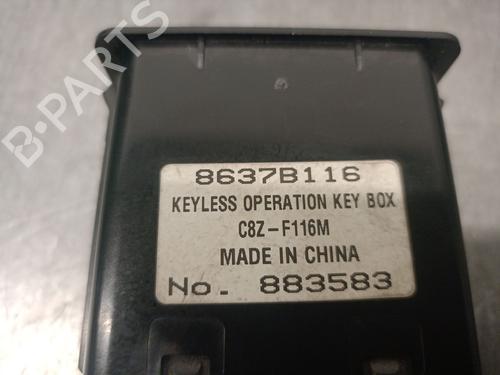 B-PARTS
8637B116
KEYLESS OPERATION KEY BOX
C8Z-F116M
MADE IN CHINA
No. 883583